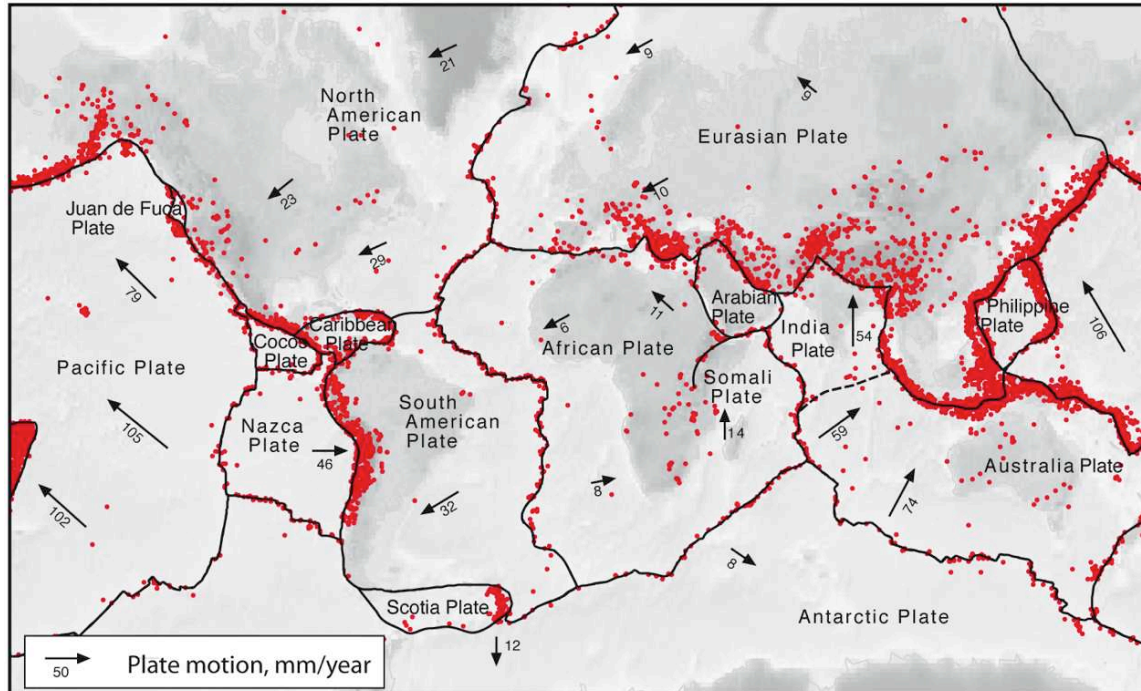 21
9
9
North
American
Plate
Eurasian Plate
10
23
Juan de Fuca
Plate
29
79
Arabian
Plate
Philippine
Plate
Caribbean
Plate
Cocos
Plate
6
11
India
Plate
54
106
African Plate
Pacific Plate
Somali
Plate
South
American
Plate
105
Nazca
Plate
14
59
46
Australia Plate
8
32
74
102
8
Scotia Plate
Antarctic Plate
12
50
Plate motion, mm/year